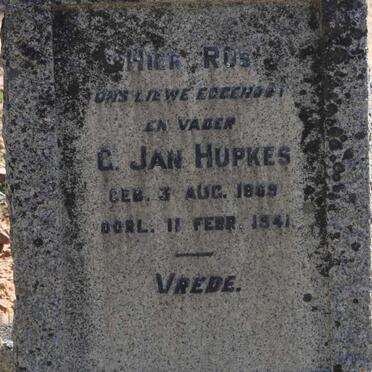 HIER RUS
ONS LIEWE EGGENOOT
EN VADER
C. JAN HUPKES
GEB. 3 AUG. 1869
OORL. 11 FEBR. 1941
VREDE.